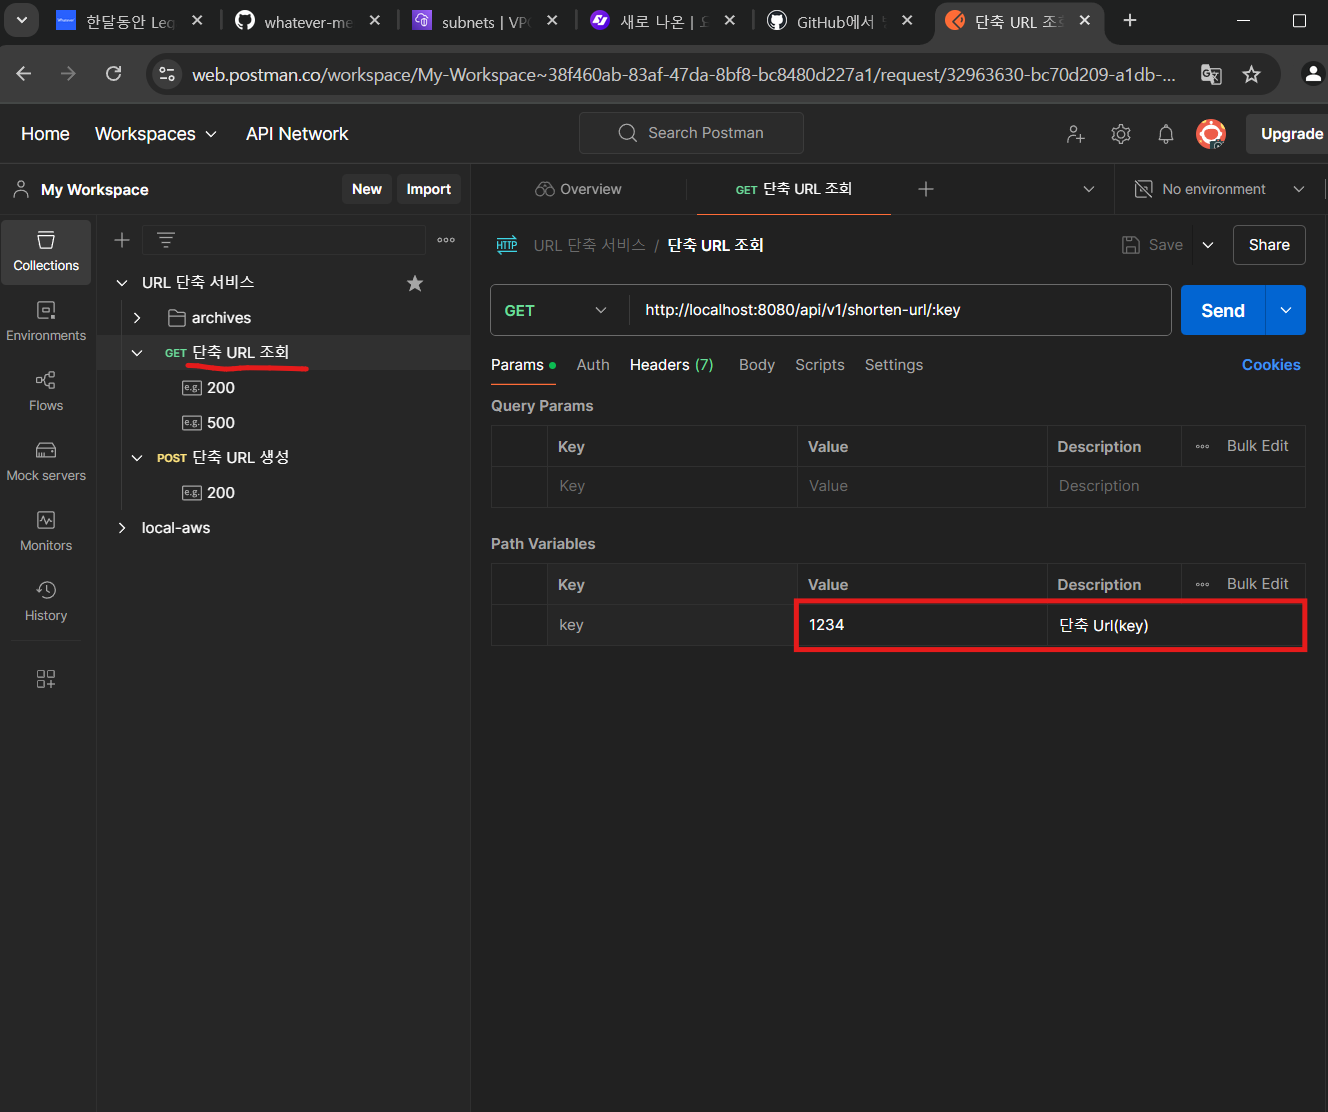 한달동안 Leq
whatever-me
subnets | VP
새로 나온 |
GitHub에서
단축 URL 조
web.postman.co/workspace/My-Workspace~38f460ab-83af-47da-8bf8-bc8480d227a1/request/32963630-bc70d209-a1db-...
Home
Workspaces
API Network
Search Postman
Upgrade
My Workspace
New
Import
Overview
GET 단축 URL 조회
No environment
Collections
Environments
Flows
Mock servers
Monitors
History
URL 단축 서비스
archives
GET 단축 URL 조회
e.g. 200
e.g. 500
POST 단축 URL 생성
e.g. 200
local-aws
HTTP URL 단축 서비스 / 단축 URL 조회
Save
Share
GET
http://localhost:8080/api/v1/shorten-url/:key
Send
Params
Auth
Headers (7)
Body
Scripts
Settings
Cookies
Query Params
Key Value Description Bulk Edit
Key Value Description
Path Variables
Key Value Description Bulk Edit
key 1234 단축 Url(key)